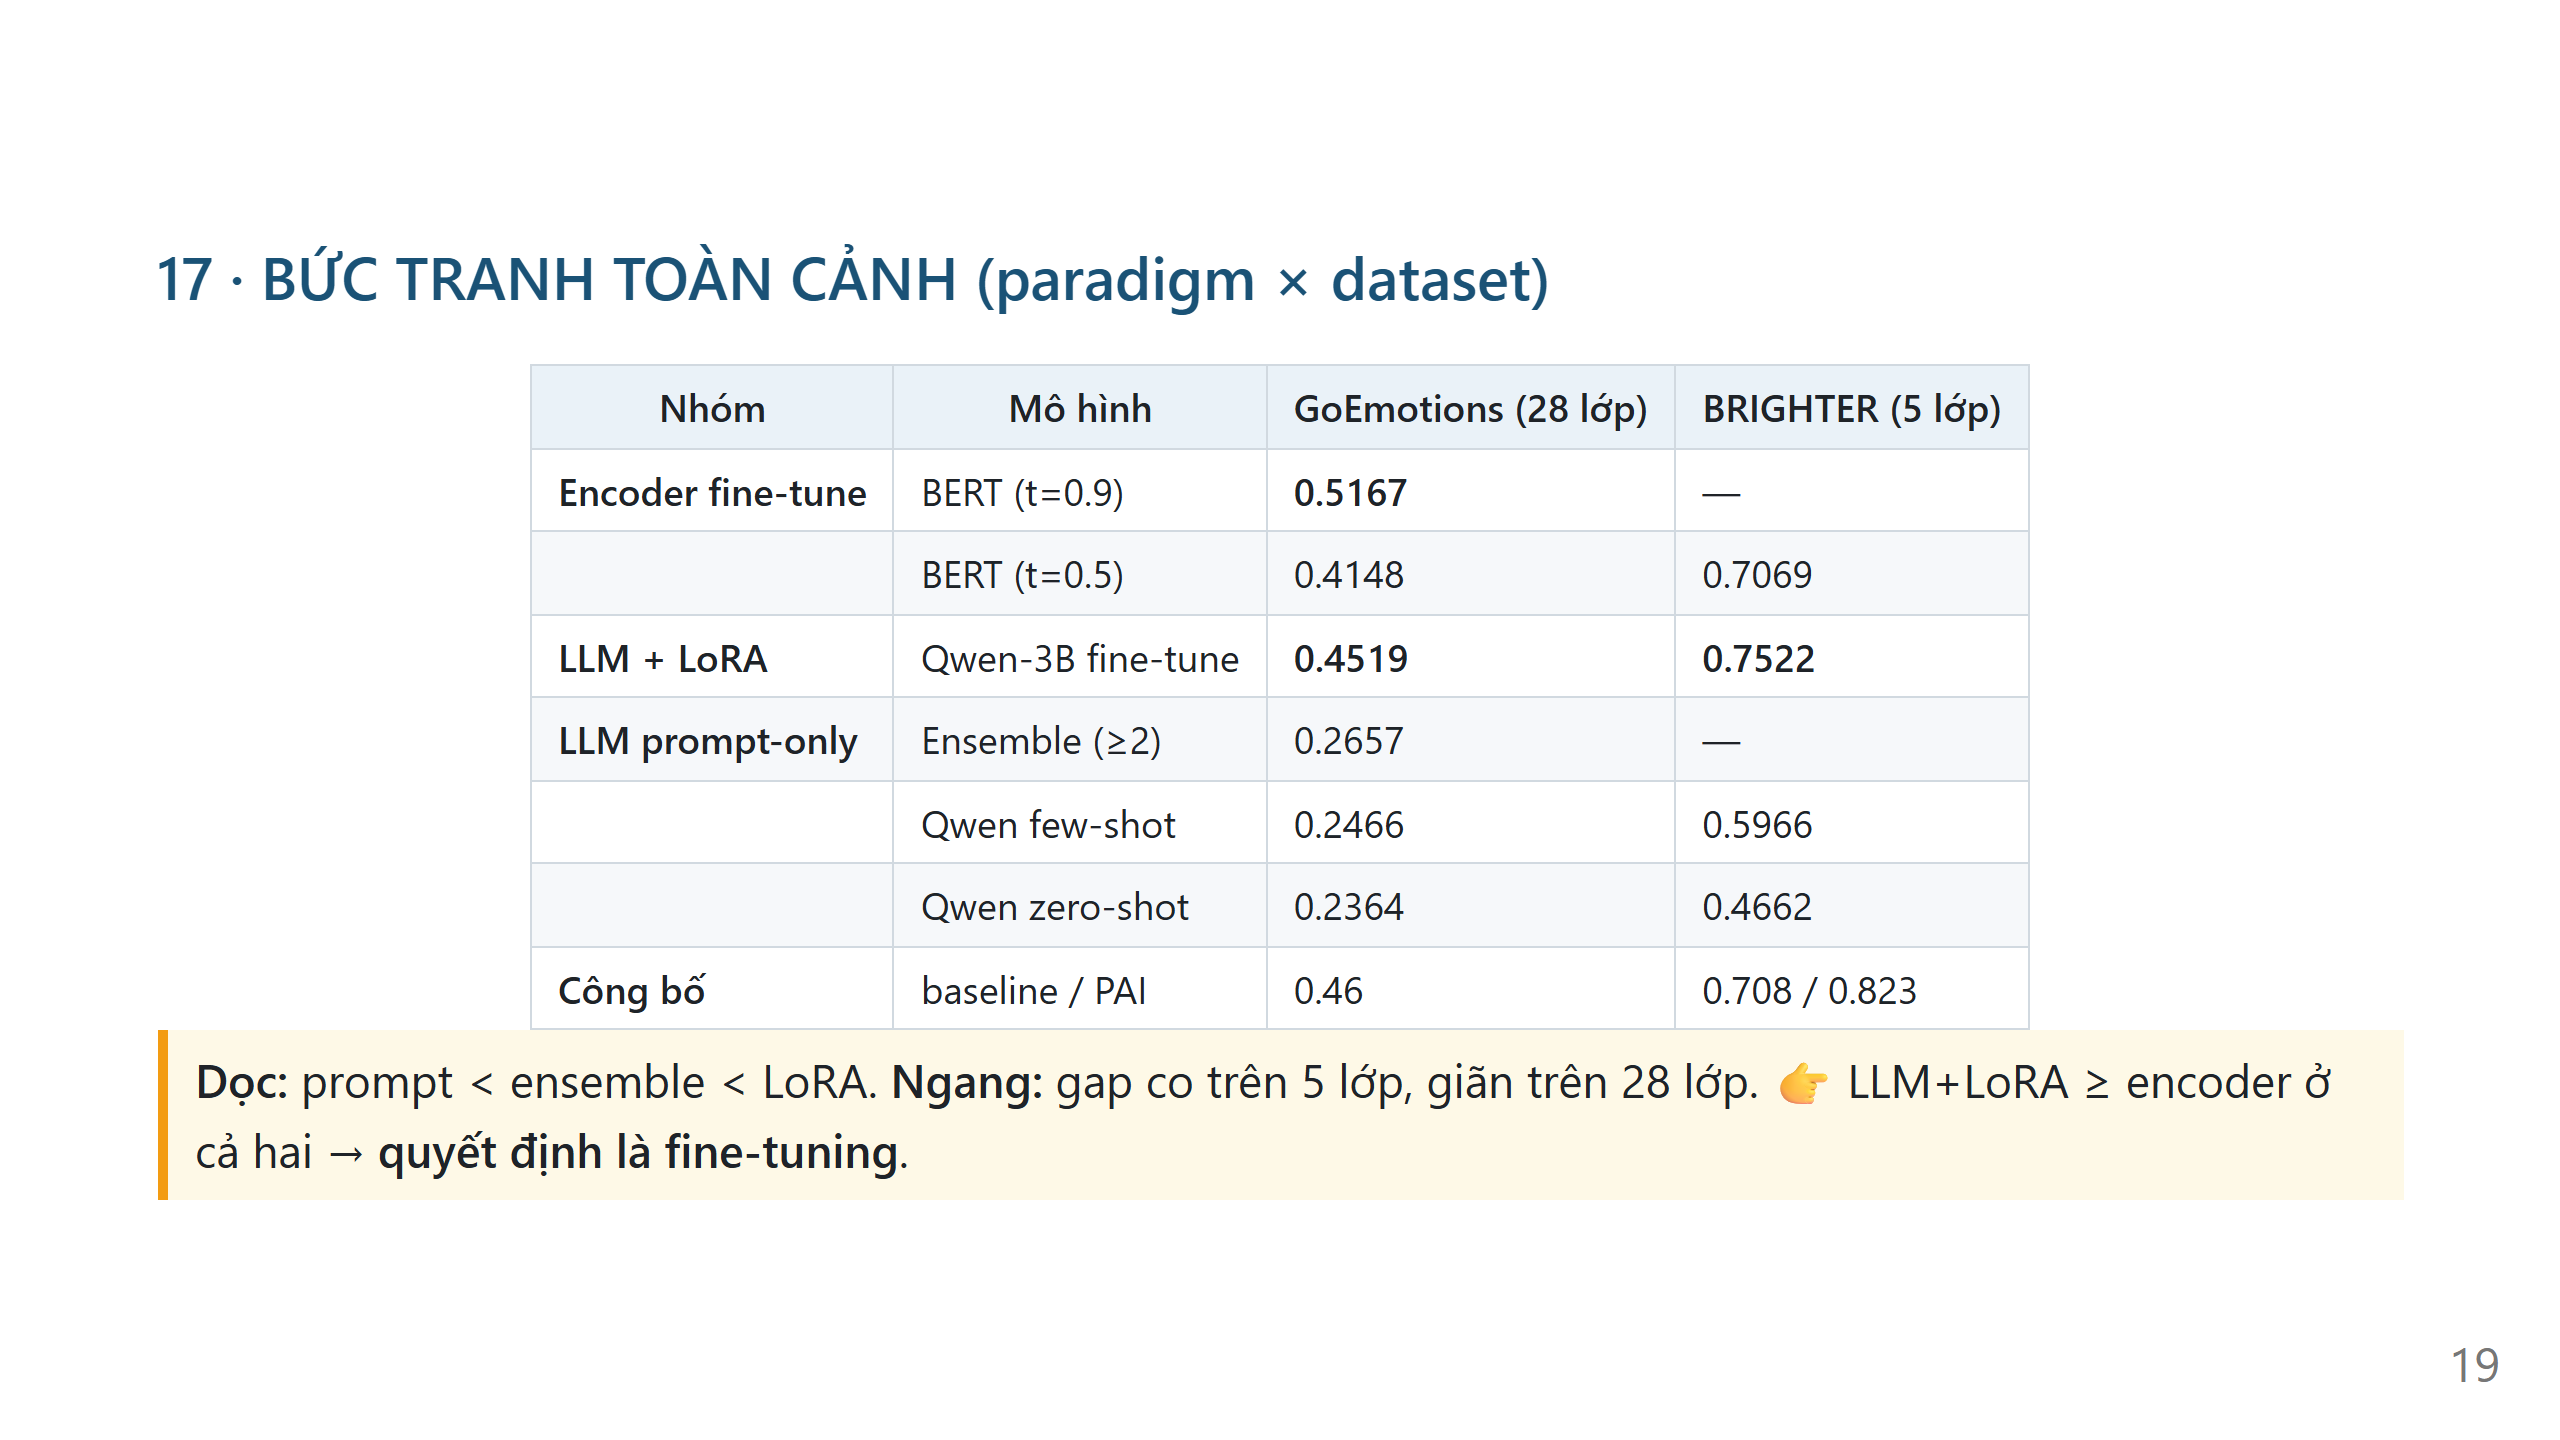 17 · BỨC TRANH TOÀN CẢNH (paradigm × dataset)
Nhóm Mô hình GoEmotions (28 lớp) BRIGHTER (5 lớp)
Encoder fine-tune BERT (t=0.9) 0.5167 —
BERT (t=0.5) 0.4148 0.7069
LLM + LoRA Qwen-3B fine-tune 0.4519 0.7522
LLM prompt-only Ensemble (≥2) 0.2657 —
Qwen few-shot 0.2466 0.5966
Qwen zero-shot 0.2364 0.4662
Công bố baseline / PAI 0.46 0.708 / 0.823
Dọc: prompt < ensemble < LoRA. Ngang: gap co trên 5 lớp, giãn trên 28 lớp. 👉 LLM+LoRA ≥ encoder ở
cả hai → quyết định là fine-tuning.
19